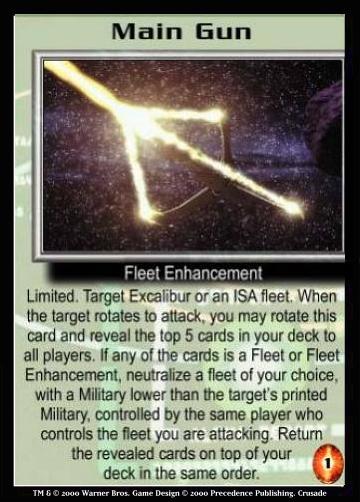 Main Gun
Fleet Enhancement
Limited. Target Excalibur or an ISA fleet. When
the target rotates to attack, you may rotate this
card and reveal the top 5 cards in your deck to
all players. If any of the cards is a Fleet or Fleet
Enhancement, neutralize a fleet of your choice,
with a Military lower than the target's printed
Military, controlled by the same player who
controls the fleet you are attacking. Return
the revealed cards on top of your
deck in the same order.
1
TM & © 2000 Warner Bros. Game Design © 2000 Precedence Publishing. Crusade